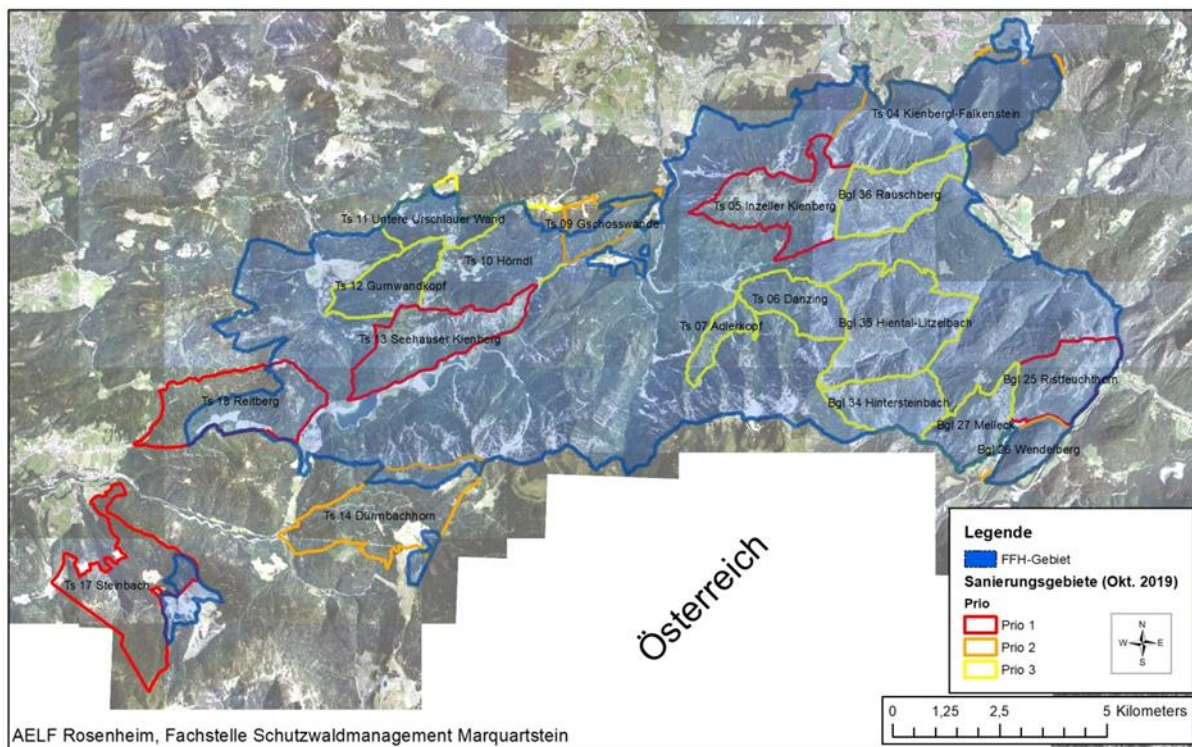 Ts 04 Kienbergl-Falkenstein
Bgl 36 Rauschberg
Ts 05 Inzeller Kienberg
Ts 11 Untere Urschlauer Wand
Ts 09 Gschosswände
Ts 10 Hörndl
Ts 12 Gurnwandkopf
Ts 06 Danzing
Ts 07 Adlerkopf
Bgl 35 Hiental-Litzelbach
Ts 13 Seehauser Kienberg
Bgl 25 Ristfeuchthorn
Ts 18 Reitberg
Bgl 34 Hintersteinbach
Bgl 27 Melleck
Bgl 26 Wendelberg
Ts 14 Dürrnbachhorn
Ts 17 Steinbach
Österreich
Legende
FFH-Gebiet
Sanierungsgebiete (Okt. 2019)
Prio
Prio 1
Prio 2
Prio 3
N
W E
S
0 1,25 2,5 5 Kilometers
AELF Rosenheim, Fachstelle Schutzwaldmanagement Marquartstein